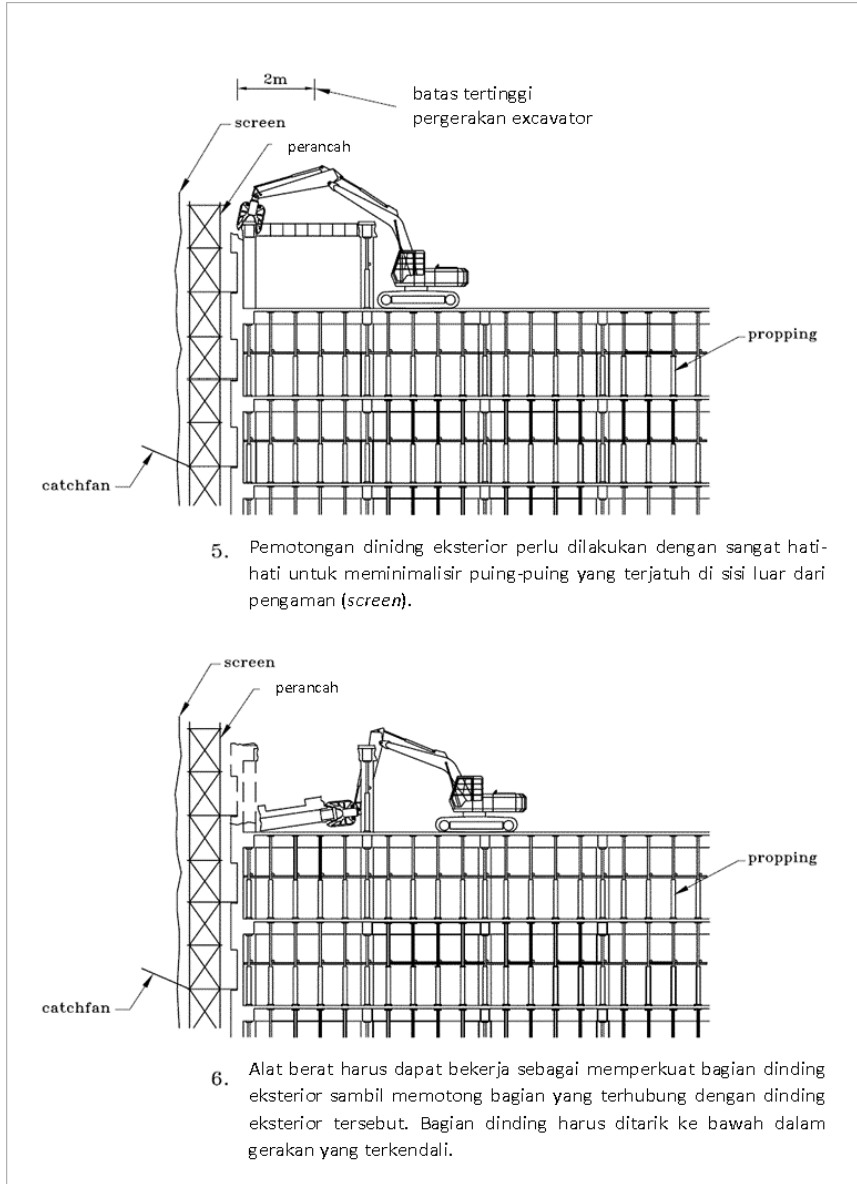 2m
batas tertinggi
pergerakan excavator
screen
perancah
propping
catchfan
5. Pemotongan dinidng eksterior perlu dilakukan dengan sangat hati-
hati untuk meminimalisir puing-puing yang terjatuh di sisi luar dari
pengaman (screen).
screen
perancah
propping
catchfan
6. Alat berat harus dapat bekerja sebagai memperkuat bagian dinding
eksterior sambil memotong bagian yang terhubung dengan dinding
eksterior tersebut. Bagian dinding harus ditarik ke bawah dalam
gerakan yang terkendali.